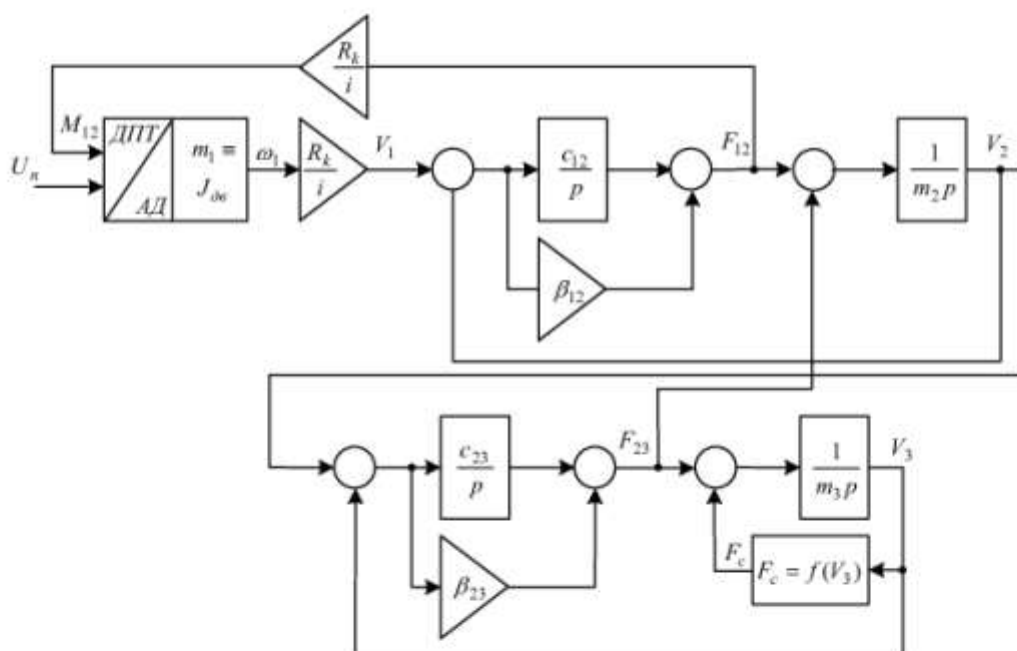 R_k
i
M_12
U_n
ДПТ
АД
m_1 =
J_дв
ω_1
R_k
i
V_1
c_12
p
β_12
F_12
1
m_2 p
V_2
c_23
p
β_23
F_23
1
m_3 p
V_3
F_c
F_c = f(V_3)